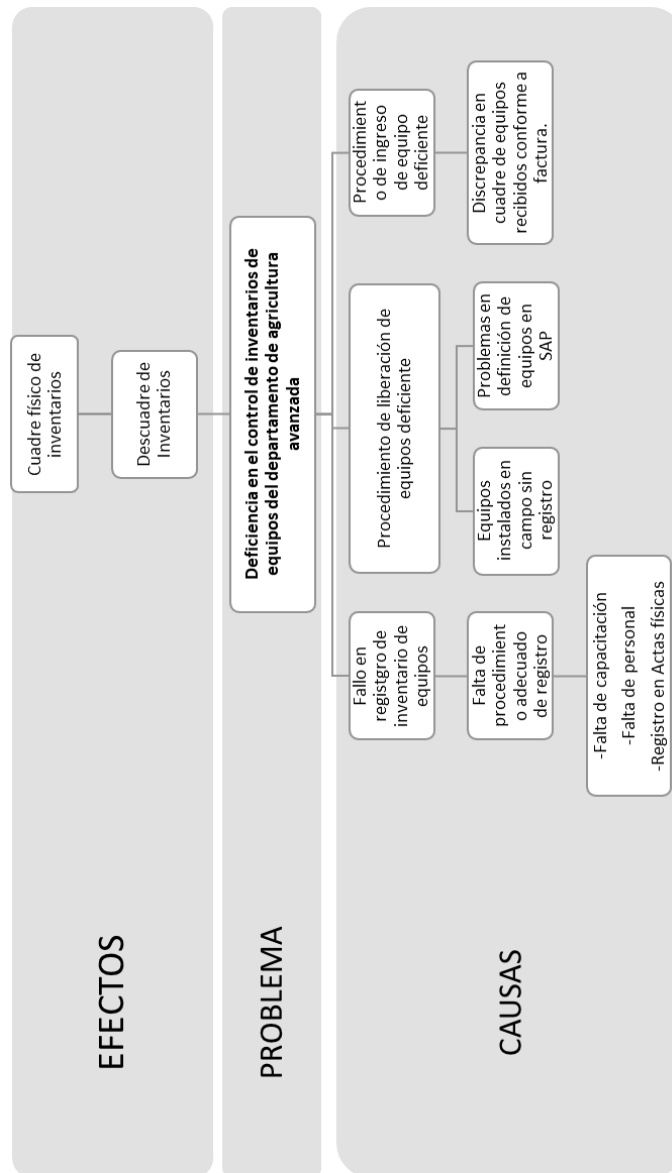 EFECTOS
Cuadre físico de
inventarios
Descuadre de
Inventarios
PROBLEMA
Deficiencia en el control de inventarios de
equipos del departamento de agricultura
avanzada
CAUSAS
Fallo en
registgro de
inventario de
equipos
Falta de
procedimient
o adecuado
de registro
-Falta de capacitación
-Falta de personal
-Registro en Actas físicas
Procedimiento de liberación de
equipos deficiente
Equipos
instalados en
campo sin
registro
Problemas en
definición de
equipos en
SAP
Procedimient
o de ingreso
de equipo
deficiente
Discrepancia en
cuadre de equipos
recibidos conforme a
factura.